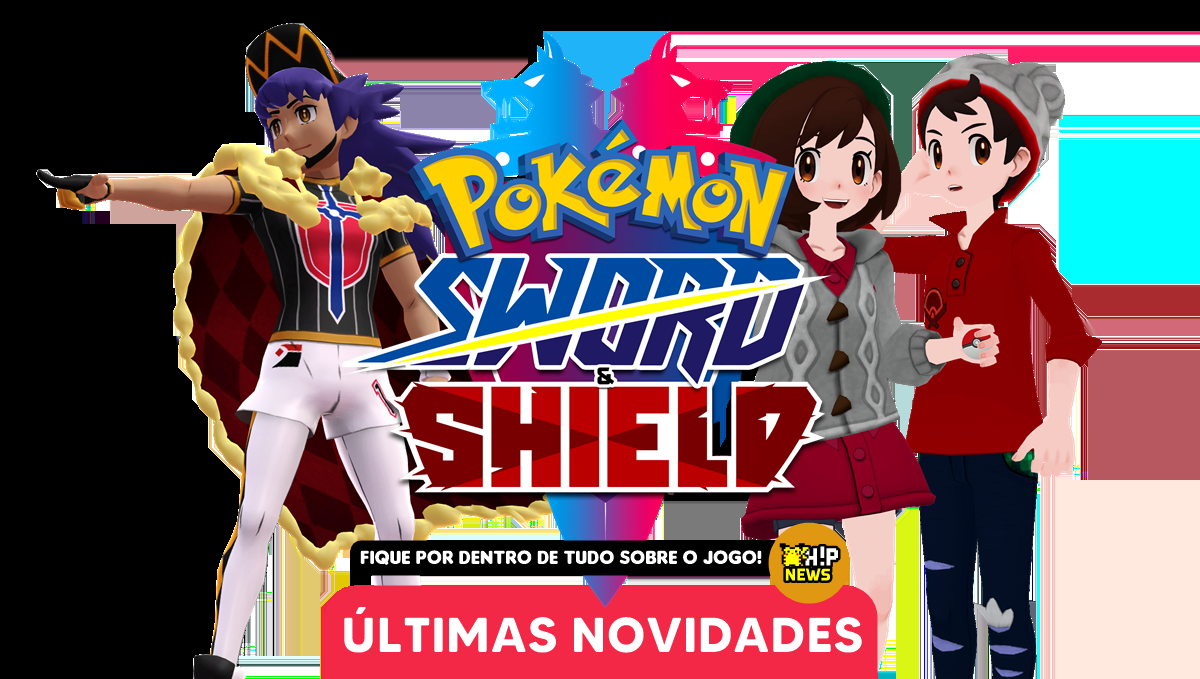 POKÉMON
SWORD
&
SHIELD
FIQUE POR DENTRO DE TUDO SOBRE O JOGO!
H!P
NEWS
ÚLTIMAS NOVIDADES